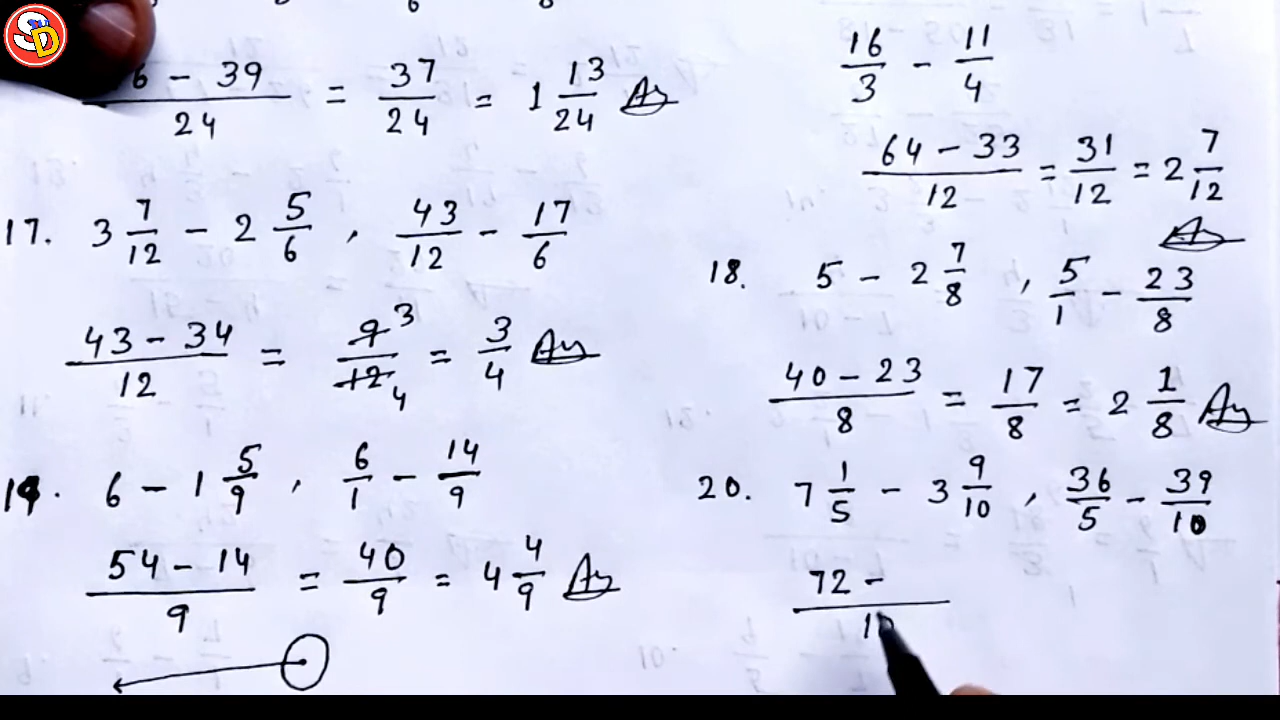 SD
6 - 39 / 24 = 37/24 = 1 13/24 Ans
17. 3 7/12 - 2 5/6 , 43/12 - 17/6
43 - 34 / 12 = 9/12 3 4 = 3/4 Ans
19. 6 - 1 5/9 , 6/1 - 14/9
54 - 14 / 9 = 40/9 = 4 4/9 Ans
16/3 - 11/4
64 - 33 / 12 = 31/12 = 2 7/12
Ans
18. 5 - 2 7/8 , 5/1 - 23/8
40 - 23 / 8 = 17/8 = 2 1/8 Ans
20. 7 1/5 - 3 9/10 , 36/5 - 39/10
72 - / 10